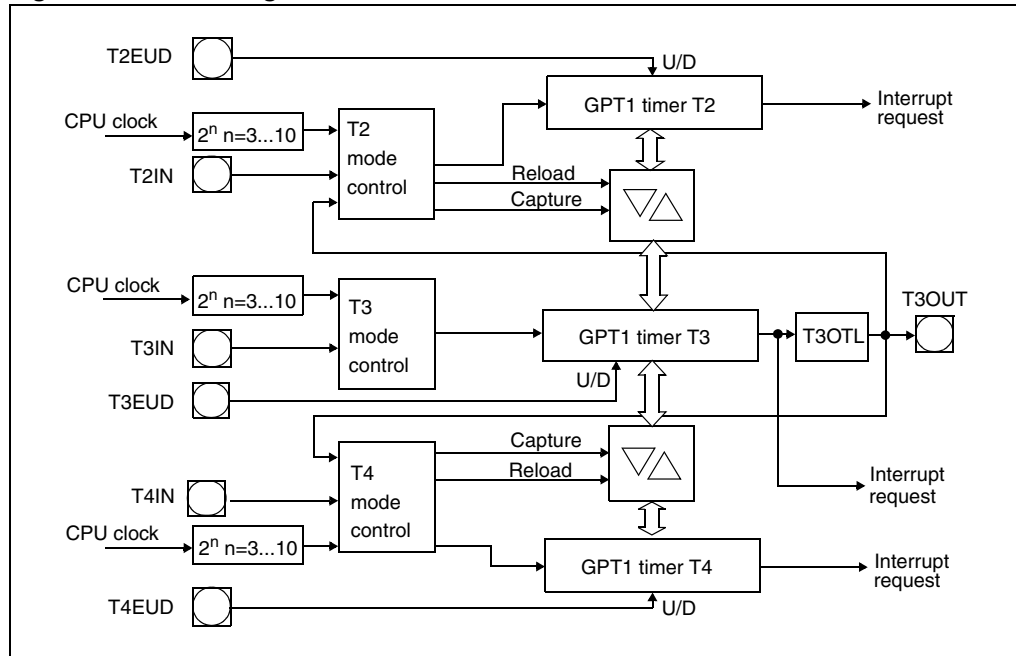 T2EUD
U/D
GPT1 timer T2
Interrupt
request
CPU clock
2ⁿ n=3...10
T2
mode
control
T2IN
Reload
Capture
CPU clock
2ⁿ n=3...10
T3
mode
control
T3OUT
T3IN
GPT1 timer T3
T3OTL
U/D
T3EUD
Capture
Reload
T4
mode
control
T4IN
Interrupt
request
CPU clock
2ⁿ n=3...10
GPT1 timer T4
Interrupt
request
T4EUD
U/D